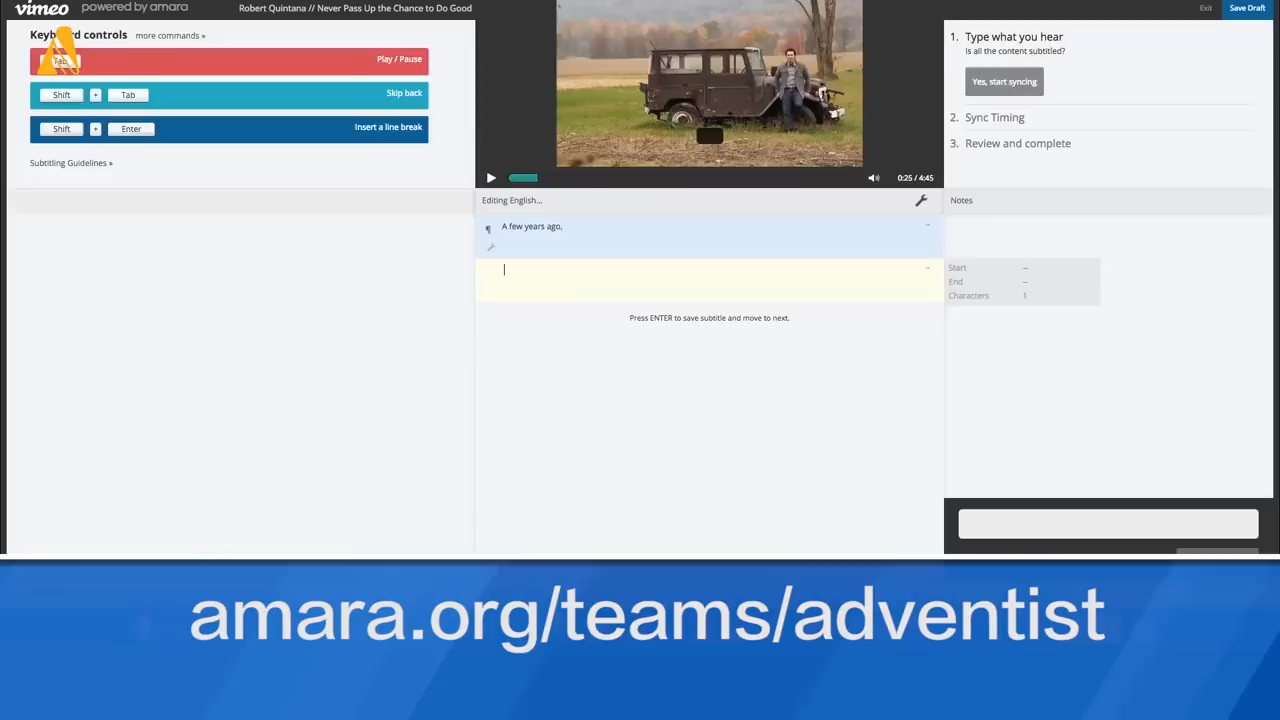 vimeo powered by amara
Robert Quintana // Never Pass Up the Chance to Do Good
Exit
Save Draft
Keyboard controls more commands »
Tab
Play / Pause
Shift + Tab
Skip back
Shift + Enter
Insert a line break
Subtitling Guidelines »
0:25 / 4:45
1. Type what you hear
Is all the content subtitled?
Yes, start syncing
2. Sync Timing
3. Review and complete
Editing English...
Notes
A few years ago,
Start --
End --
Characters 1
Press ENTER to save subtitle and move to next.
amara.org/teams/adventist